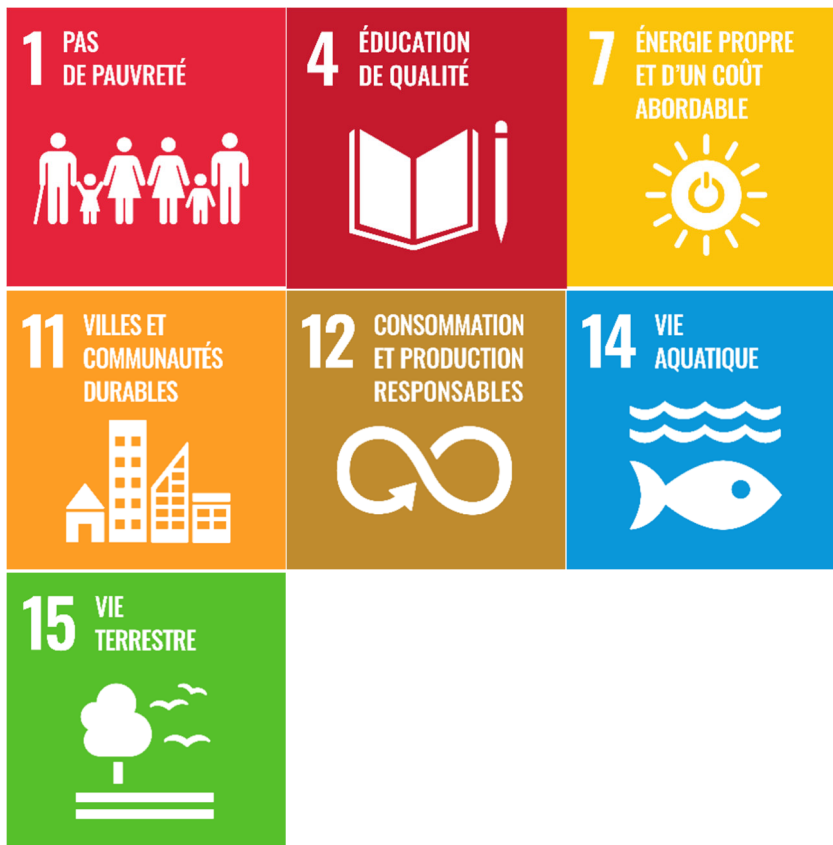 1 PAS
DE PAUVRETÉ
4 ÉDUCATION
DE QUALITÉ
7 ÉNERGIE PROPRE
ET D'UN COÛT
ABORDABLE
11 VILLES ET
COMMUNAUTÉS
DURABLES
12 CONSOMMATION
ET PRODUCTION
RESPONSABLES
14 VIE
AQUATIQUE
15 VIE
TERRESTRE